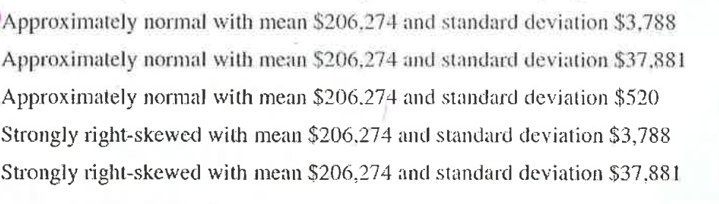 Approximately normal with mean $206,274 and standard deviation $3,788
Approximately normal with mean $206,274 and standard deviation $37,881
Approximately normal with mean $206,274 and standard deviation $520
Strongly right-skewed with mean $206,274 and standard deviation $3,788
Strongly right-skewed with mean $206,274 and standard deviation $37,881